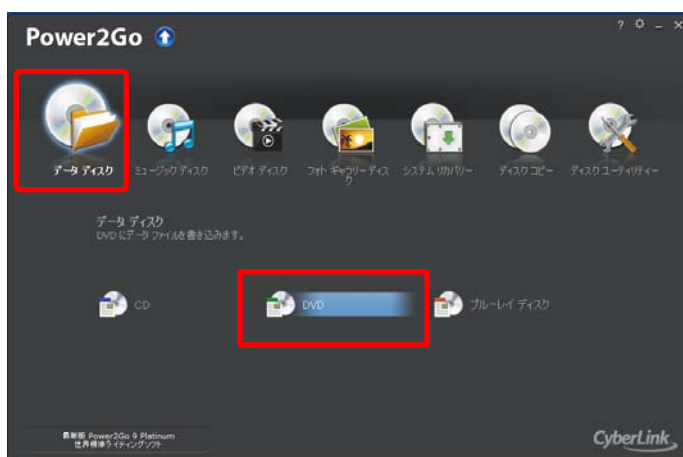 Power2Go
? _ ×
データ ディスク
ミュージック ディスク
ビデオ ディスク
フォト ギャラリー ディス
ク
システム リカバリー
ディスク コピー
ディスク ユーティリティー
データ ディスク
DVD にデータ ファイルを書き込みます。
CD
DVD
ブルーレイ ディスク
最新版 Power2Go 9 Platinum
世界標準ライティングソフト
CyberLink